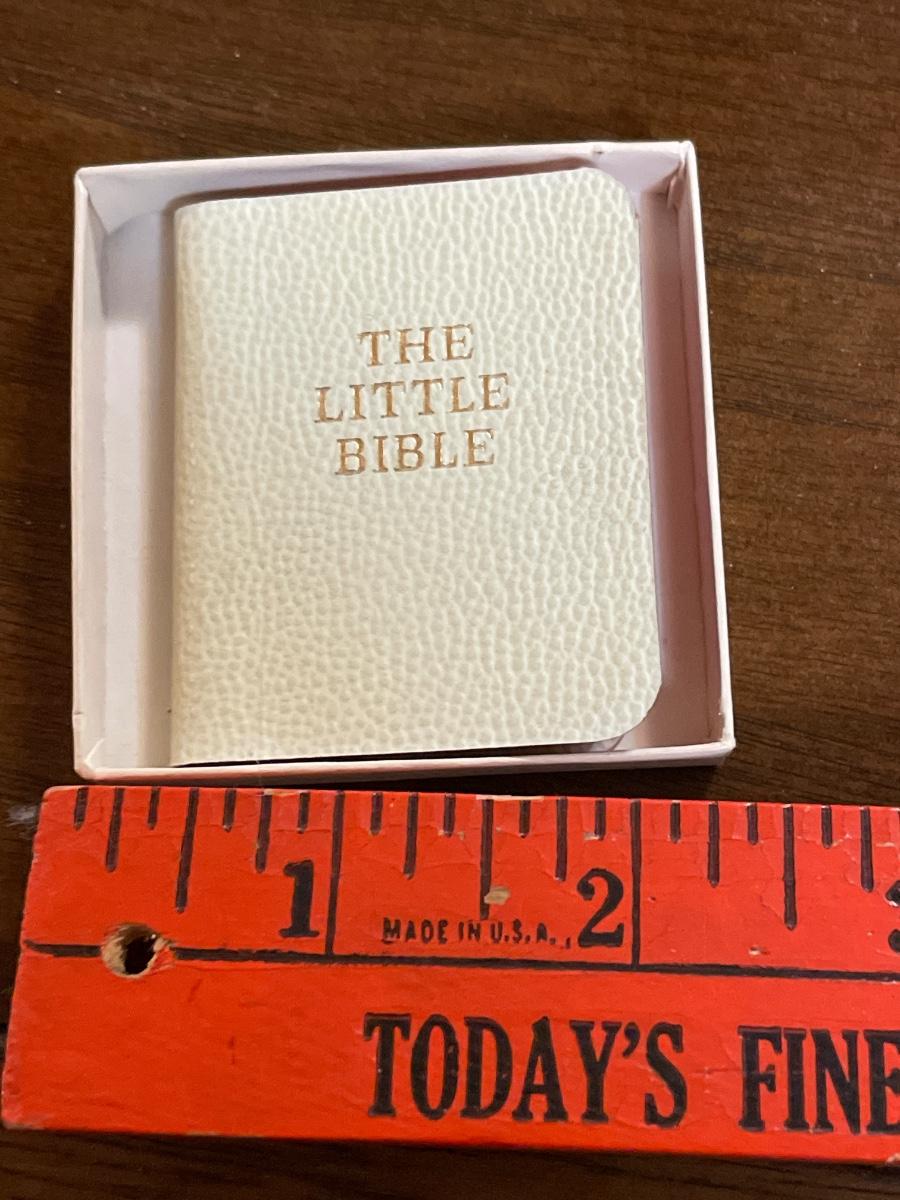 THE
LITTLE
BIBLE
1 2
MADE IN U.S.A.
TODAY'S FINE